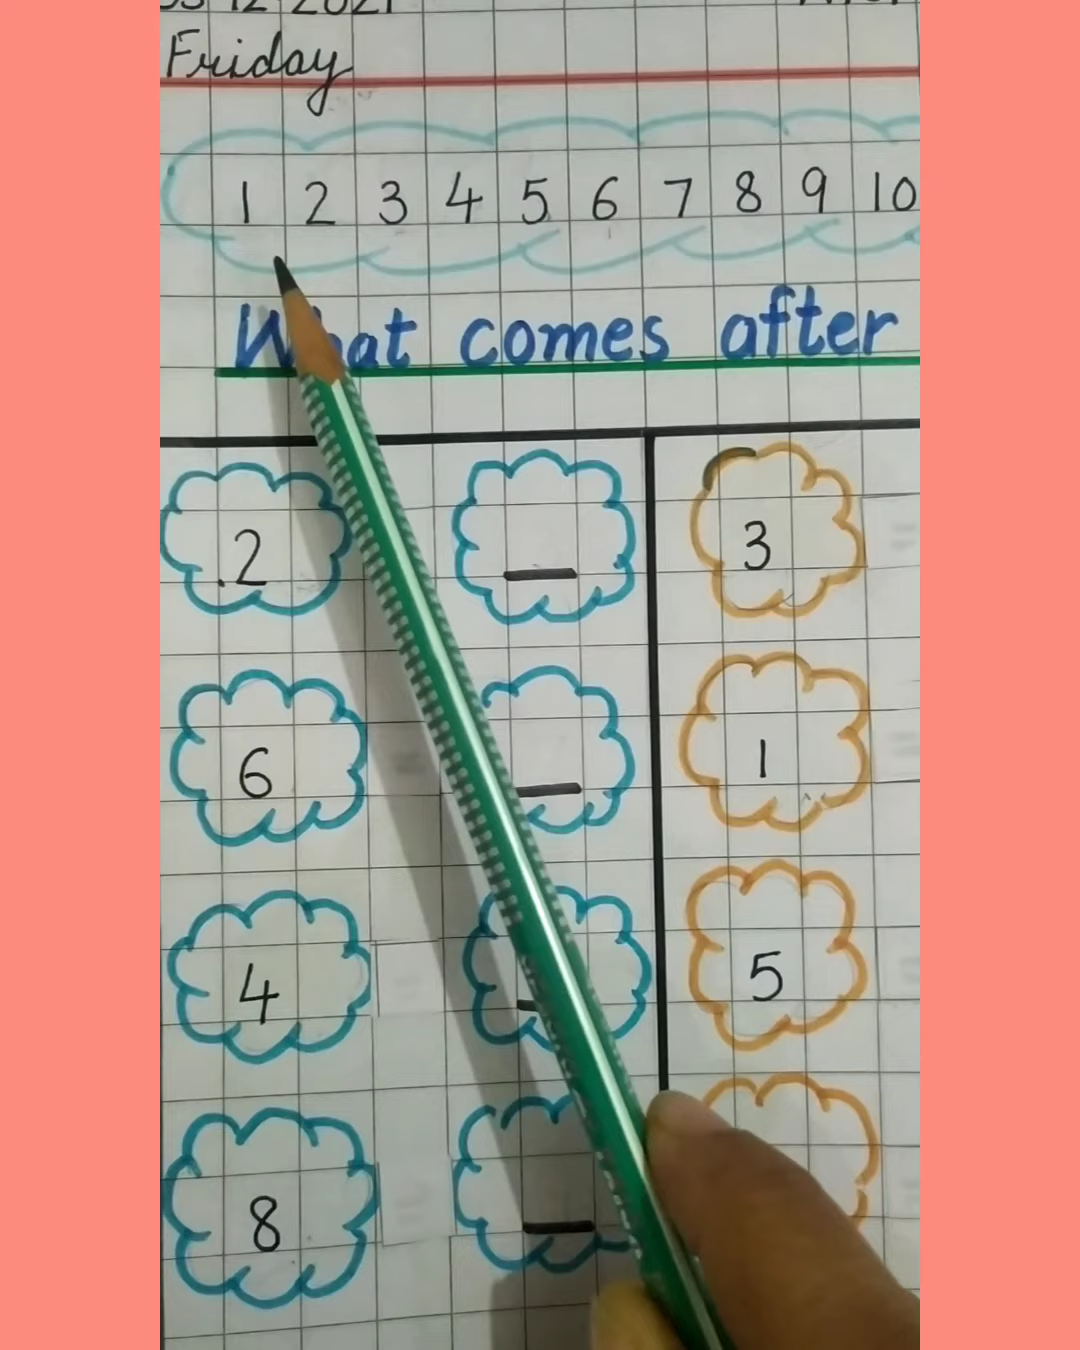 Friday
1 2 3 4 5 6 7 8 9 10
What comes after
.2 _ 3
6 _ 1
4 _ 5
8 _